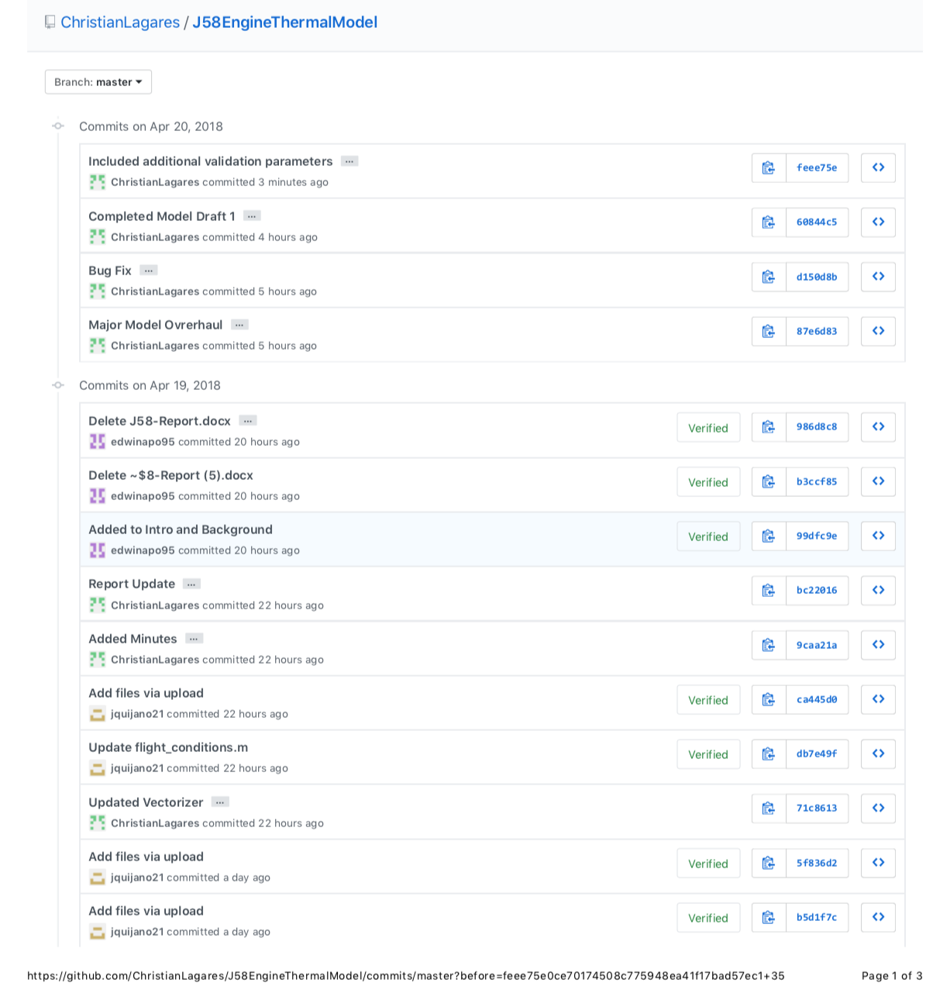 ChristianLagares / J58EngineThermalModel
Branch: master
Commits on Apr 20, 2018
Included additional validation parameters ...
ChristianLagares committed 3 minutes ago
feee75e
Completed Model Draft 1 ...
ChristianLagares committed 4 hours ago
60844c5
Bug Fix ...
ChristianLagares committed 5 hours ago
d150d8b
Major Model Ovrerhaul ...
ChristianLagares committed 5 hours ago
87e6d83
Commits on Apr 19, 2018
Delete J58-Report.docx ...
edwinapo95 committed 20 hours ago
Verified 986d8c8
Delete ~$8-Report (5).docx
edwinapo95 committed 20 hours ago
Verified b3ccf85
Added to Intro and Background
edwinapo95 committed 20 hours ago
Verified 99dfc9e
Report Update ...
ChristianLagares committed 22 hours ago
bc22016
Added Minutes ...
ChristianLagares committed 22 hours ago
9caa21a
Add files via upload
jquijano21 committed 22 hours ago
Verified ca445d0
Update flight_conditions.m
jquijano21 committed 22 hours ago
Verified db7e49f
Updated Vectorizer ...
ChristianLagares committed 22 hours ago
71c8613
Add files via upload
jquijano21 committed a day ago
Verified 5f836d2
Add files via upload
jquijano21 committed a day ago
Verified b5d1f7c
https://github.com/ChristianLagares/J58EngineThermalModel/commits/master?before=feee75e0ce70174508c775948ea41f17bad57ec1+35 Page 1 of 3